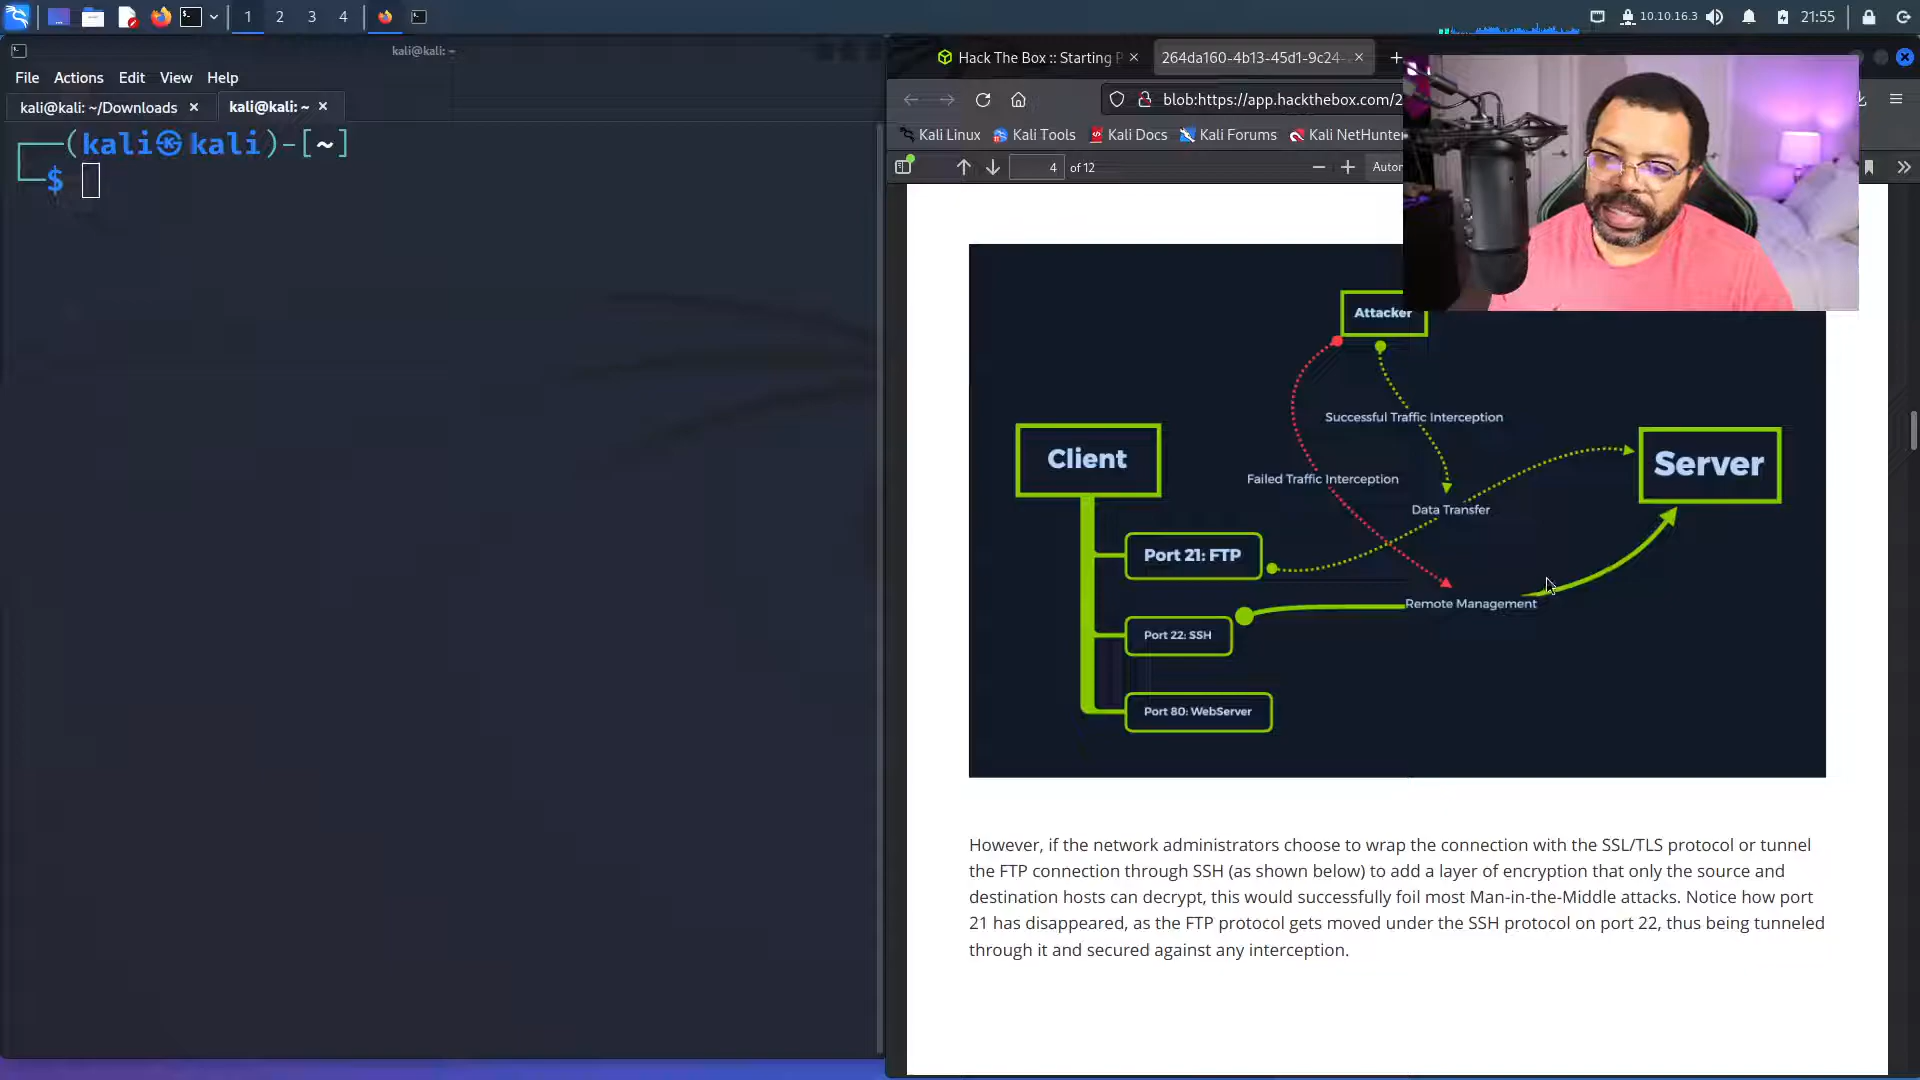 1 2 3 4
10.10.16.3
21:55
kali@kali: ~
File Actions Edit View Help
kali@kali: ~/Downloads ×
kali@kali: ~ ×
(kali㉿kali)-[~]
$
Hack The Box :: Starting P ×
264da160-4b13-45d1-9c24- ×
+
blob:https://app.hackthebox.com/2
Kali Linux Kali Tools Kali Docs Kali Forums Kali NetHunter
4 of 12
− +
Attacker
Successful Traffic Interception
Client
Server
Failed Traffic Interception
Data Transfer
Port 21: FTP
Remote Management
Port 22: SSH
Port 80: WebServer
However, if the network administrators choose to wrap the connection with the SSL/TLS protocol or tunnel
the FTP connection through SSH (as shown below) to add a layer of encryption that only the source and
destination hosts can decrypt, this would successfully foil most Man-in-the-Middle attacks. Notice how port
21 has disappeared, as the FTP protocol gets moved under the SSH protocol on port 22, thus being tunneled
through it and secured against any interception.